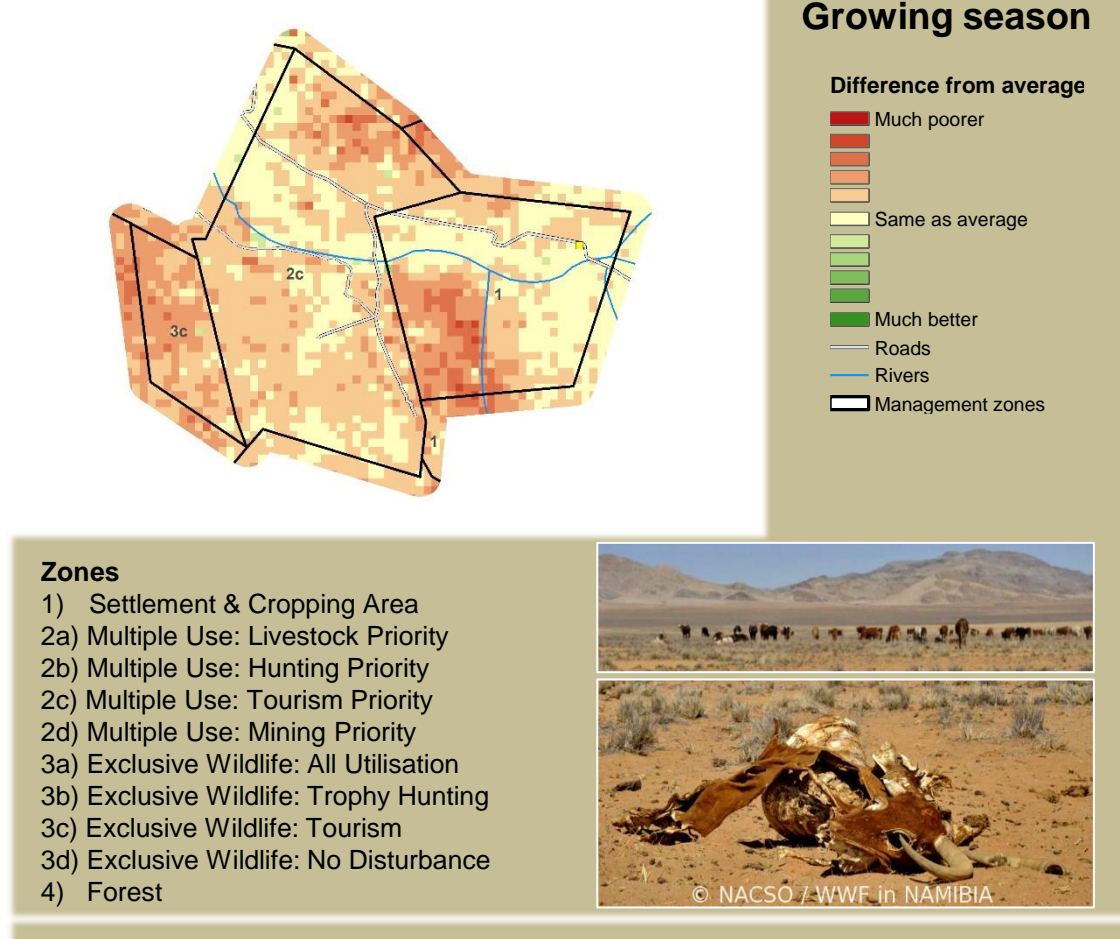 Growing season
Difference from average
Much poorer
Same as average
Much better
Roads
Rivers
Management zones
2c
1
3c
1
Zones
1) Settlement & Cropping Area
2a) Multiple Use: Livestock Priority
2b) Multiple Use: Hunting Priority
2c) Multiple Use: Tourism Priority
2d) Multiple Use: Mining Priority
3a) Exclusive Wildlife: All Utilisation
3b) Exclusive Wildlife: Trophy Hunting
3c) Exclusive Wildlife: Tourism
3d) Exclusive Wildlife: No Disturbance
4) Forest
© NACSO / WWF in NAMIBIA